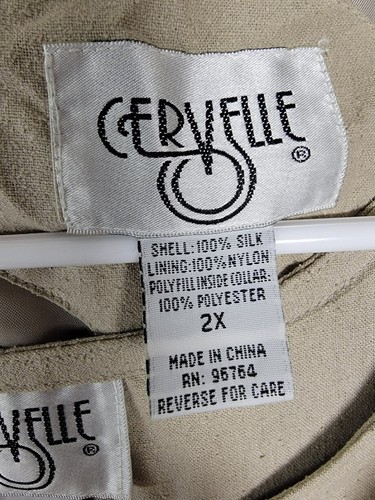 CERVELLE
®
SHELL:100% SILK
LINING:100%NYLON
POLYFILL INSIDE COLLAR:
100% POLYESTER
2X
MADE IN CHINA
RN: 96764
REVERSE FOR CARE
VELLE
®